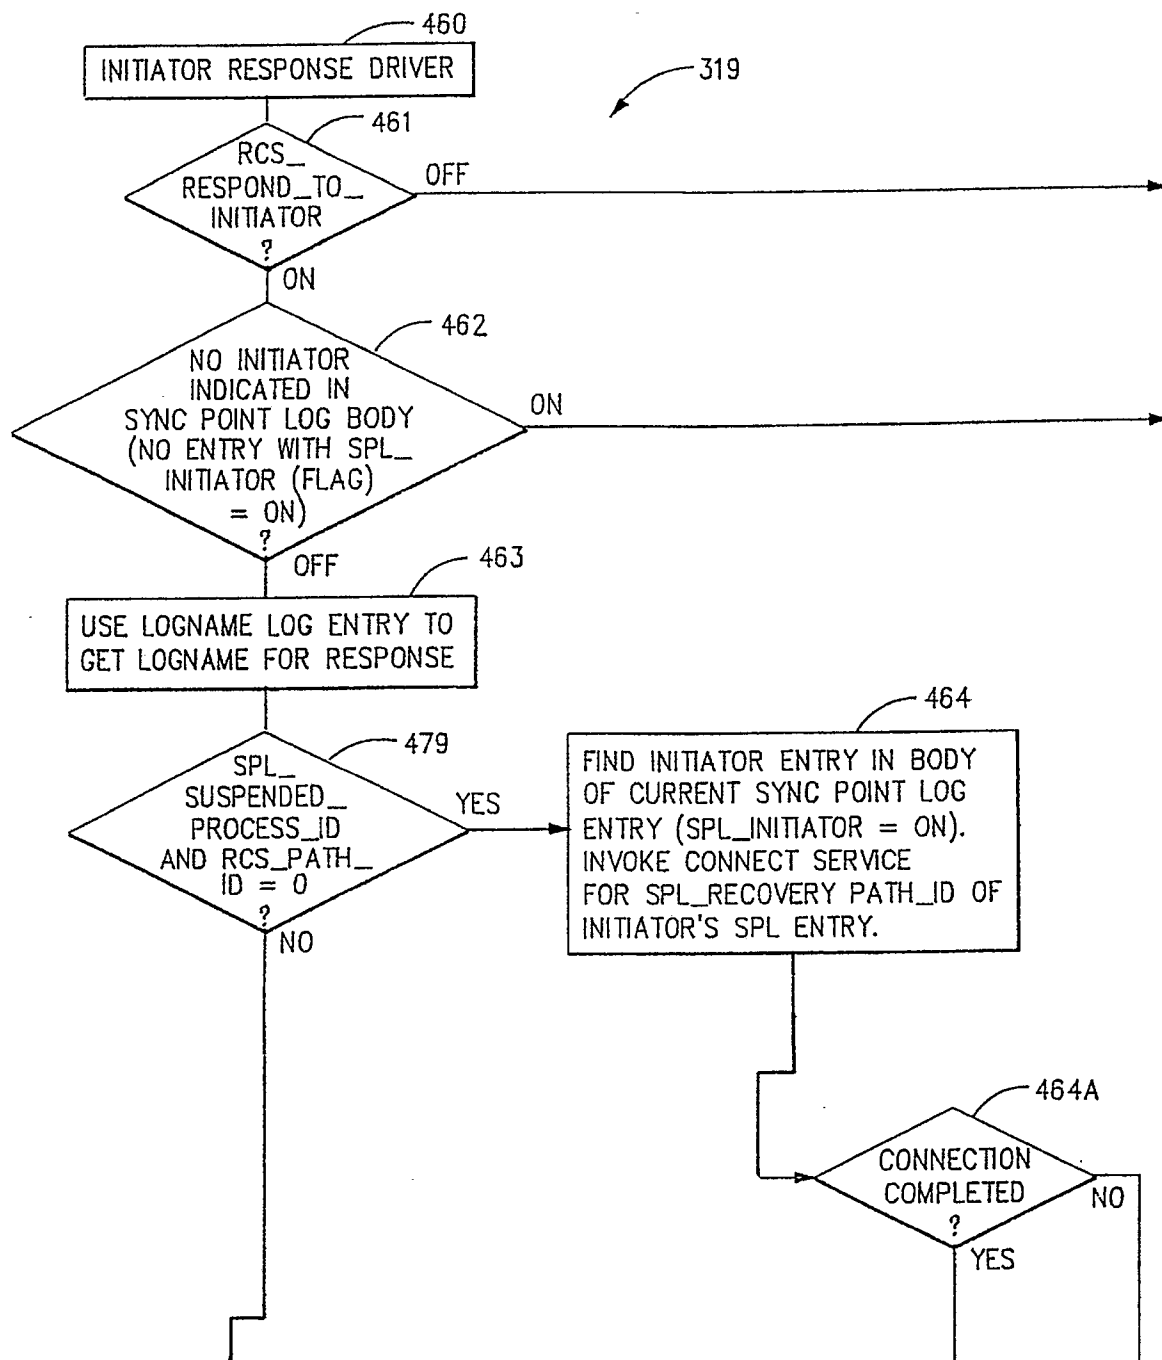 460
INITIATOR RESPONSE DRIVER
319
461
RCS_
RESPOND_TO_
INITIATOR
?
OFF
ON
462
NO INITIATOR
INDICATED IN
SYNC POINT LOG BODY
(NO ENTRY WITH SPL_
INITIATOR (FLAG)
= ON)
?
ON
OFF
463
USE LOGNAME LOG ENTRY TO
GET LOGNAME FOR RESPONSE
479
SPL_
SUSPENDED_
PROCESS_ID
AND RCS_PATH_
ID = 0
?
YES
NO
464
FIND INITIATOR ENTRY IN BODY
OF CURRENT SYNC POINT LOG
ENTRY (SPL_INITIATOR = ON).
INVOKE CONNECT SERVICE
FOR SPL_RECOVERY PATH_ID OF
INITIATOR'S SPL ENTRY.
464A
CONNECTION
COMPLETED
?
NO
YES